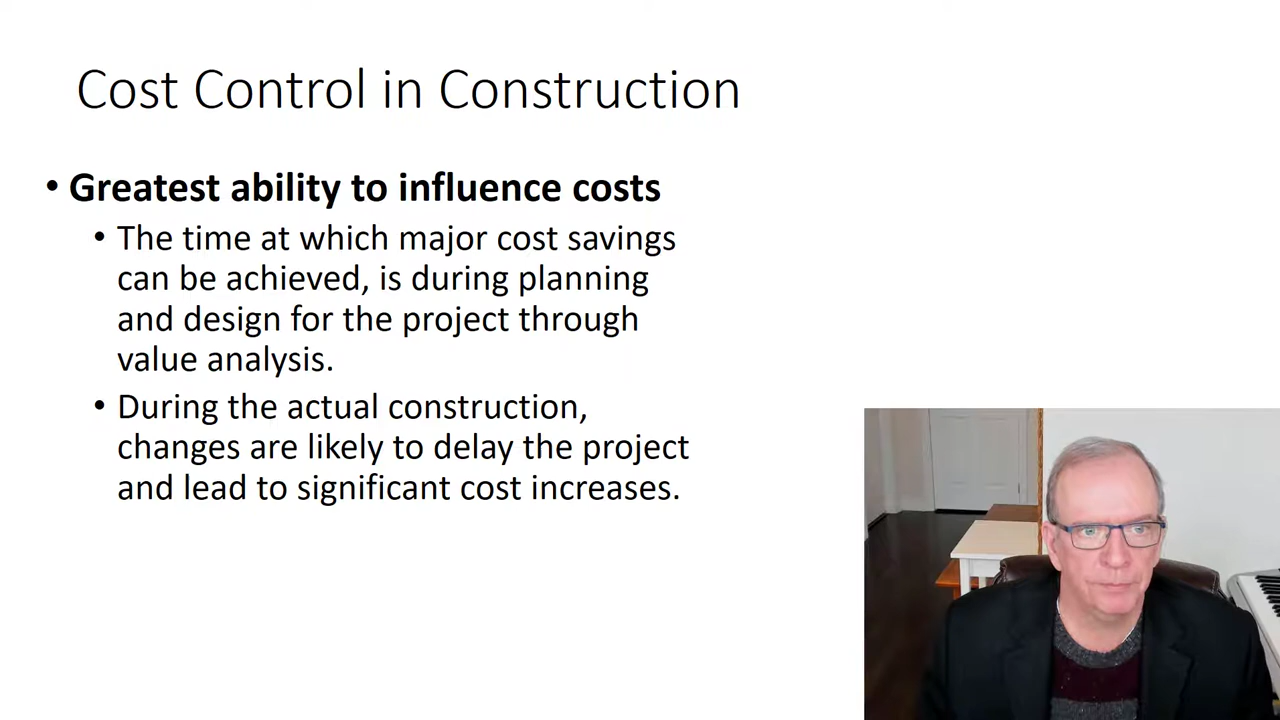 Cost Control in Construction
• Greatest ability to influence costs
• The time at which major cost savings
can be achieved, is during planning
and design for the project through
value analysis.
• During the actual construction,
changes are likely to delay the project
and lead to significant cost increases.